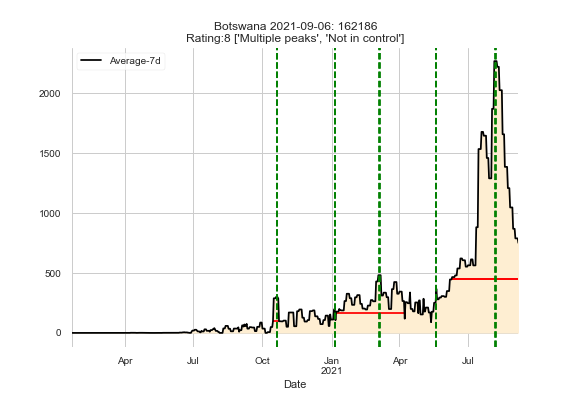 Botswana 2021-09-06: 162186
Rating:8 ['Multiple peaks', 'Not in control']
Average-7d
2000
1500
1000
500
0
Apr Jul Oct Jan Apr Jul
2021
Date